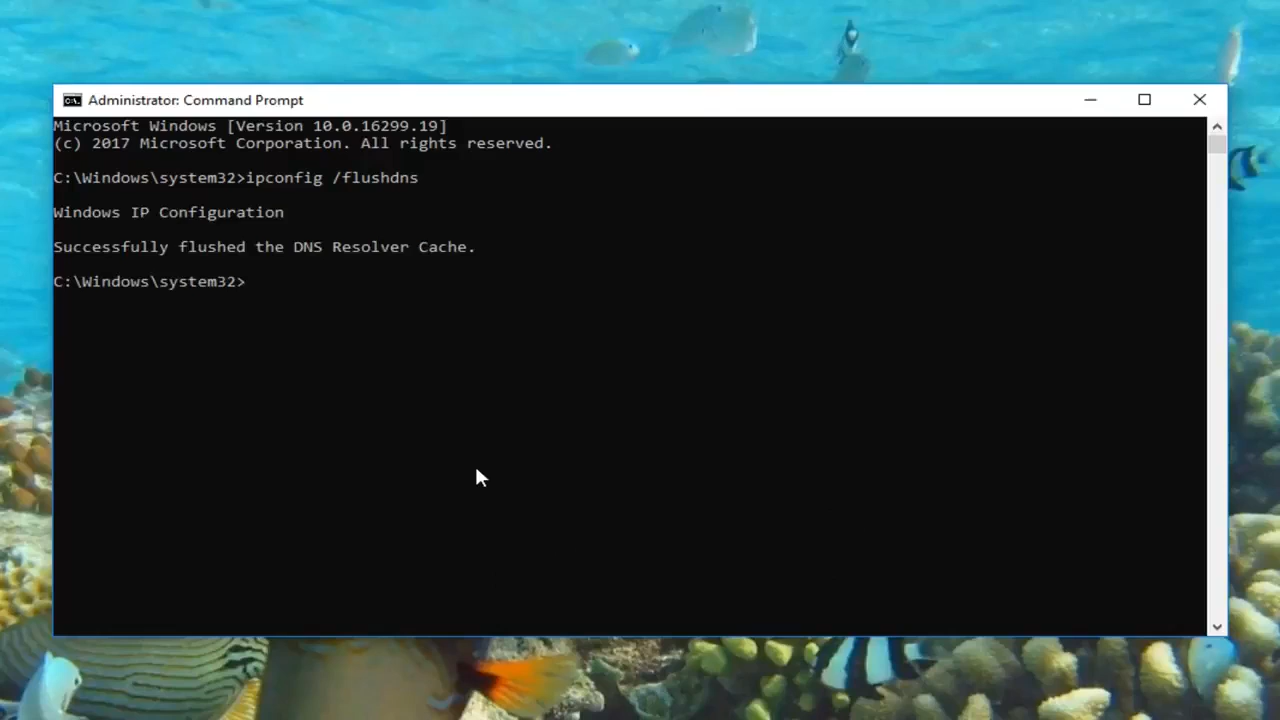 Administrator: Command Prompt
Microsoft Windows [Version 10.0.16299.19]
(c) 2017 Microsoft Corporation. All rights reserved.
C:\Windows\system32>ipconfig /flushdns
Windows IP Configuration
Successfully flushed the DNS Resolver Cache.
C:\Windows\system32>